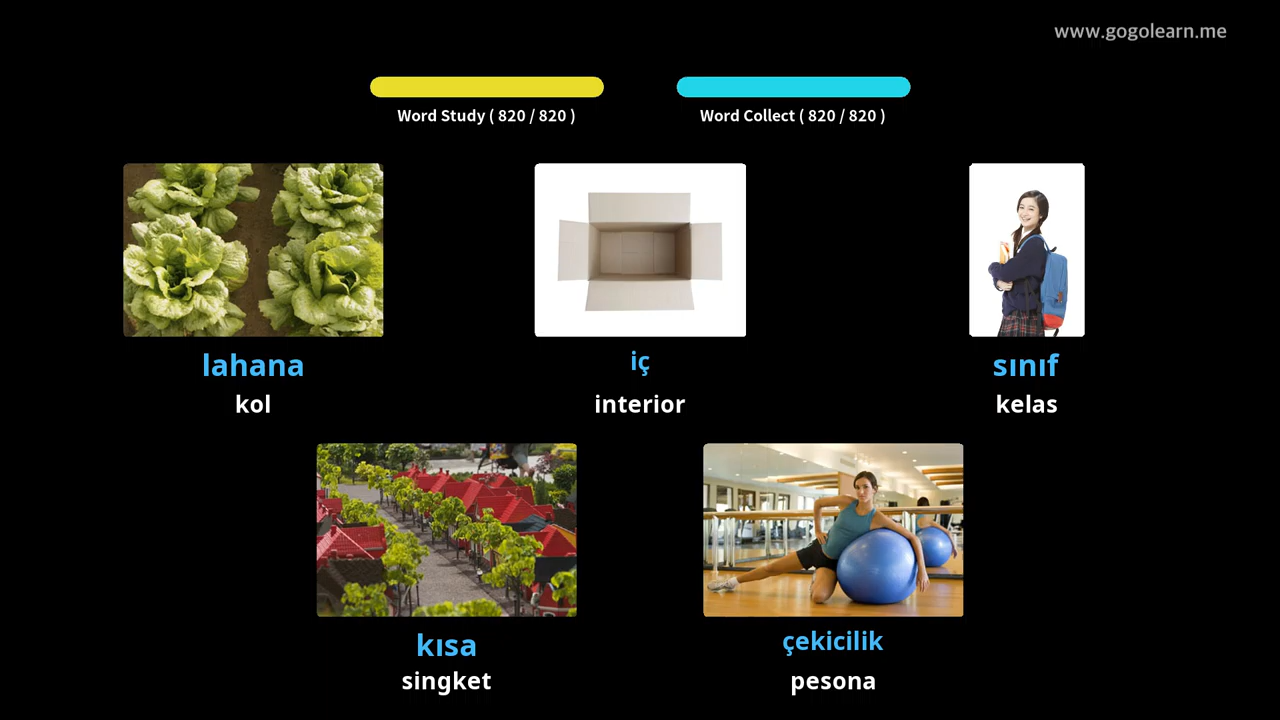 www.gogolearn.me
Word Study ( 820 / 820 )
Word Collect ( 820 / 820 )
lahana
kol
iç
interior
sınıf
kelas
kısa
singket
çekicilik
pesona